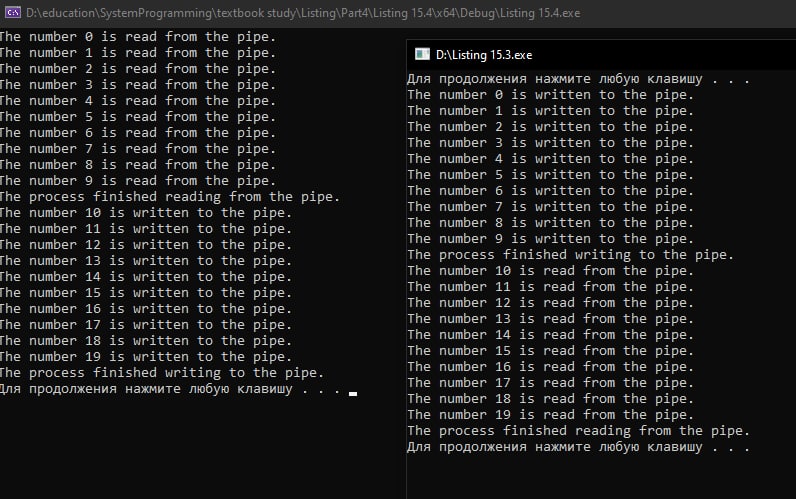 D:\education\SystemProgramming\textbook study\Listing\Part4\Listing 15.4\x64\Debug\Listing 15.4.exe
The number 0 is read from the pipe.
The number 1 is read from the pipe.
The number 2 is read from the pipe.
The number 3 is read from the pipe.
The number 4 is read from the pipe.
The number 5 is read from the pipe.
The number 6 is read from the pipe.
The number 7 is read from the pipe.
The number 8 is read from the pipe.
The number 9 is read from the pipe.
The process finished reading from the pipe.
The number 10 is written to the pipe.
The number 11 is written to the pipe.
The number 12 is written to the pipe.
The number 13 is written to the pipe.
The number 14 is written to the pipe.
The number 15 is written to the pipe.
The number 16 is written to the pipe.
The number 17 is written to the pipe.
The number 18 is written to the pipe.
The number 19 is written to the pipe.
The process finished writing to the pipe.
Для продолжения нажмите любую клавишу . . .
D:\Listing 15.3.exe
Для продолжения нажмите любую клавишу . . .
The number 0 is written to the pipe.
The number 1 is written to the pipe.
The number 2 is written to the pipe.
The number 3 is written to the pipe.
The number 4 is written to the pipe.
The number 5 is written to the pipe.
The number 6 is written to the pipe.
The number 7 is written to the pipe.
The number 8 is written to the pipe.
The number 9 is written to the pipe.
The process finished writing to the pipe.
The number 10 is read from the pipe.
The number 11 is read from the pipe.
The number 12 is read from the pipe.
The number 13 is read from the pipe.
The number 14 is read from the pipe.
The number 15 is read from the pipe.
The number 16 is read from the pipe.
The number 17 is read from the pipe.
The number 18 is read from the pipe.
The number 19 is read from the pipe.
The process finished reading from the pipe.
Для продолжения нажмите любую клавишу . . .